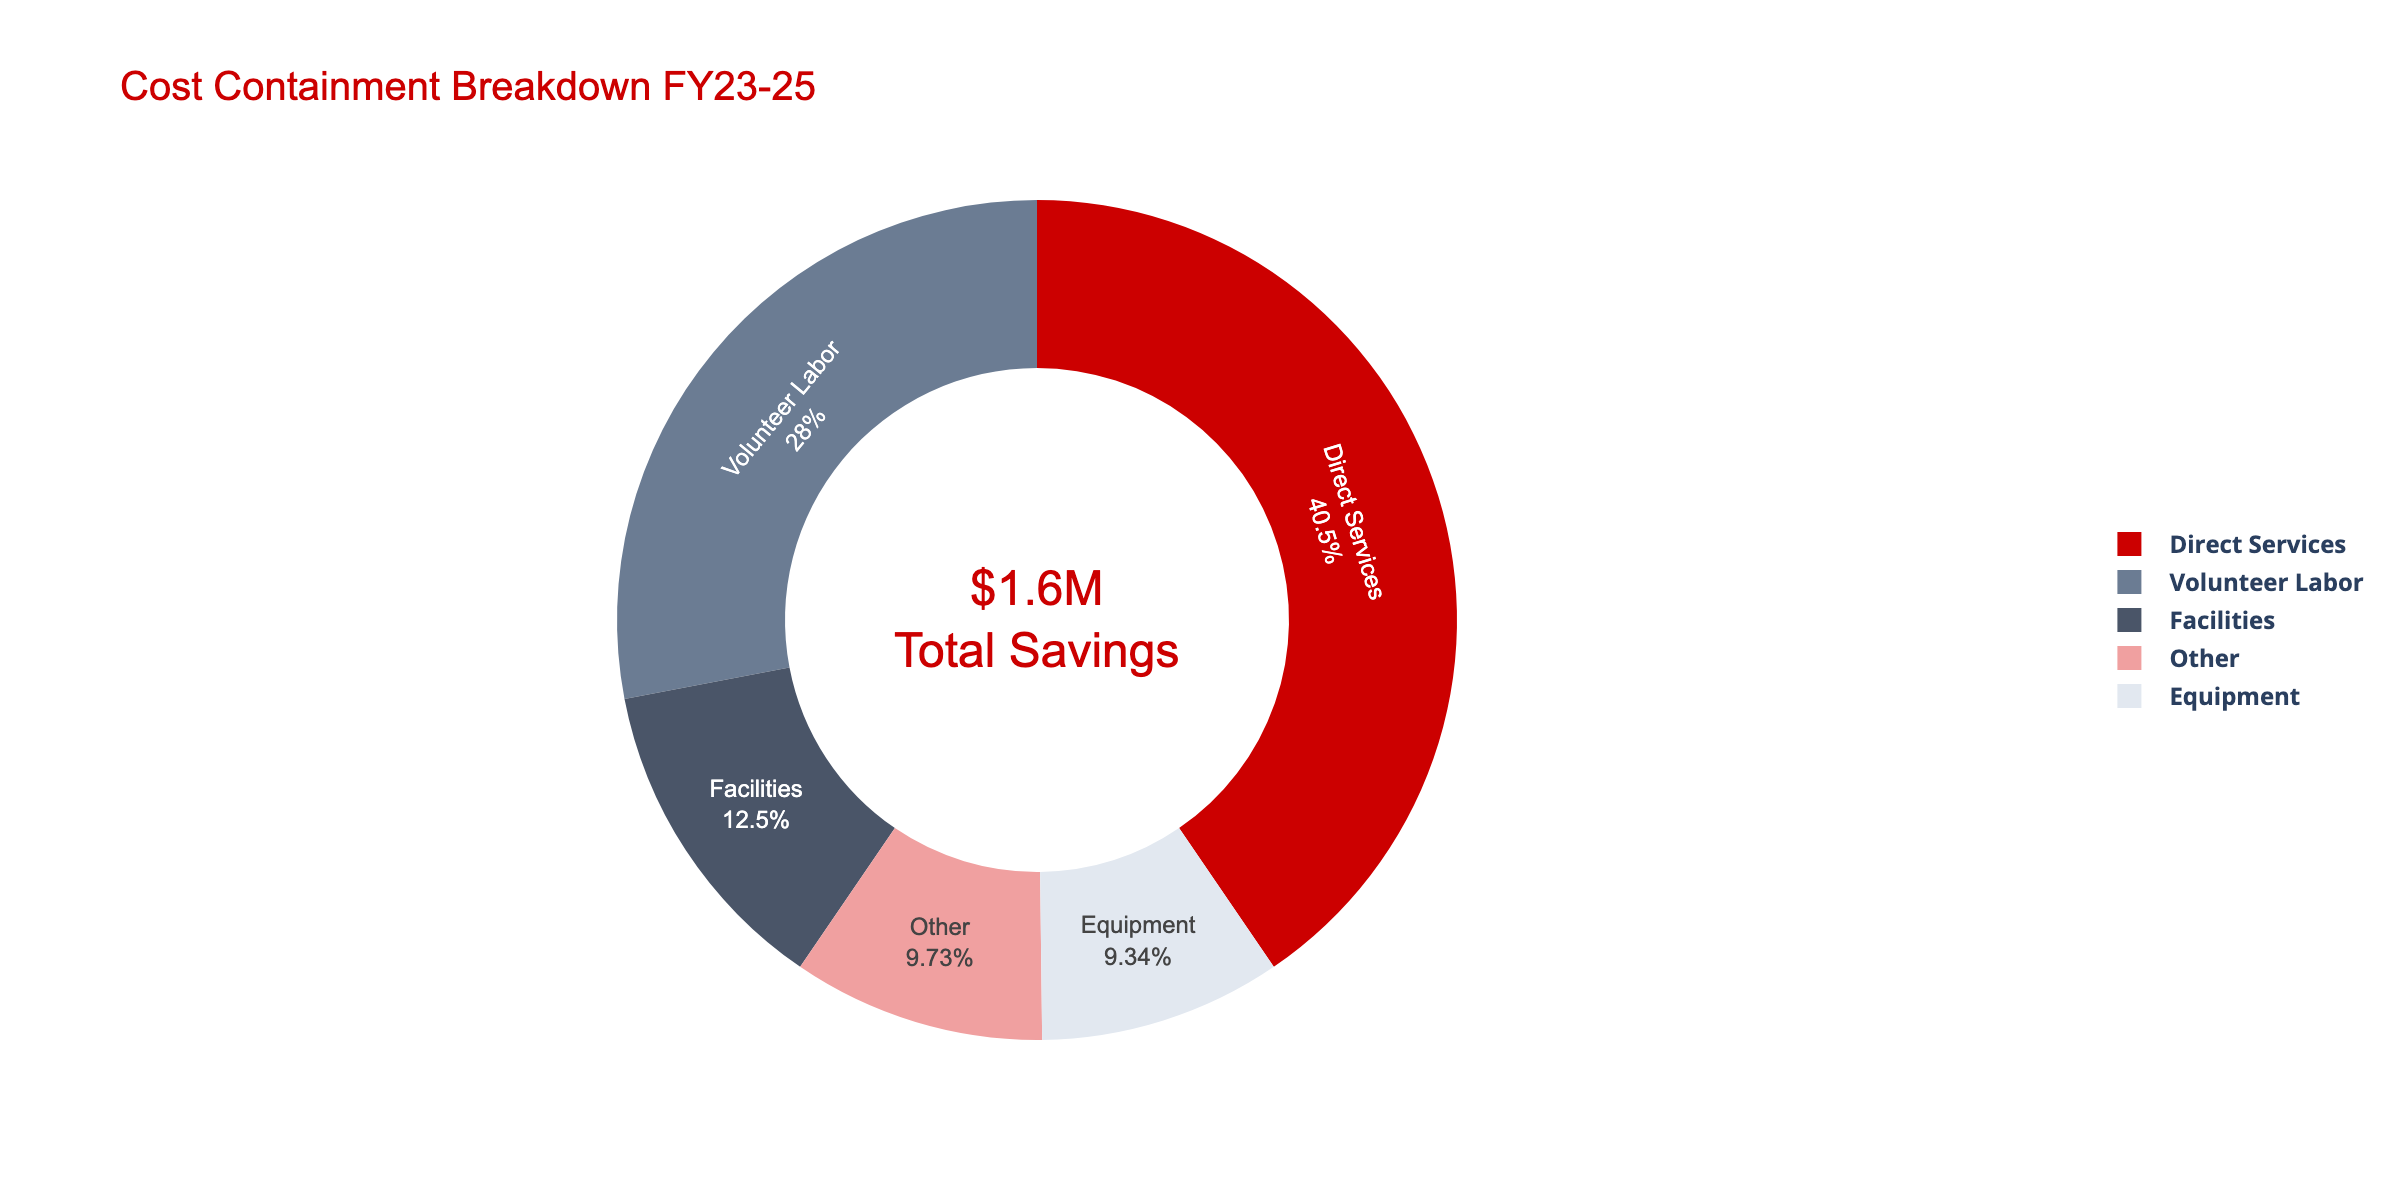 Cost Containment Breakdown FY23-25
Volunteer Labor
28%
Direct Services
40.5%
$1.6M
Total Savings
Facilities
12.5%
Other
9.73%
Equipment
9.34%
Direct Services
Volunteer Labor
Facilities
Other
Equipment